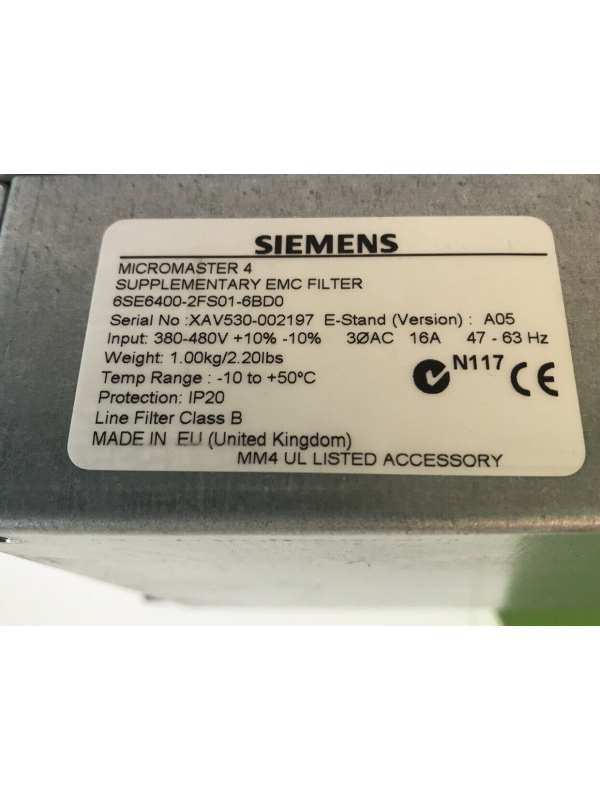 SIEMENS
MICROMASTER 4
SUPPLEMENTARY EMC FILTER
6SE6400-2FS01-6BD0
Serial No :XAV530-002197 E-Stand (Version) : A05
Input: 380-480V +10% -10% 3ØAC 16A 47 - 63 Hz
Weight: 1.00kg/2.20lbs
N117 CE
Temp Range : -10 to +50ºC
Protection: IP20
Line Filter Class B
MADE IN EU (United Kingdom)
MM4 UL LISTED ACCESSORY